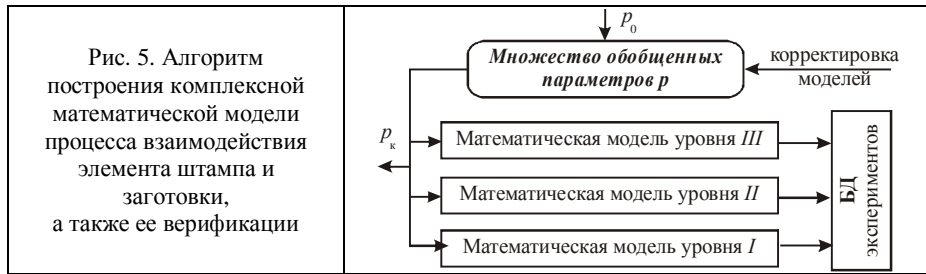 Рис. 5. Алгоритм
построения комплексной
математической модели
процесса взаимодействия
элемента штампа и
заготовки,
а также ее верификации
p₀
Множество обобщенных
параметров p
корректировка
моделей
pк
Математическая модель уровня III
Математическая модель уровня II
Математическая модель уровня I
БД
экспериментов